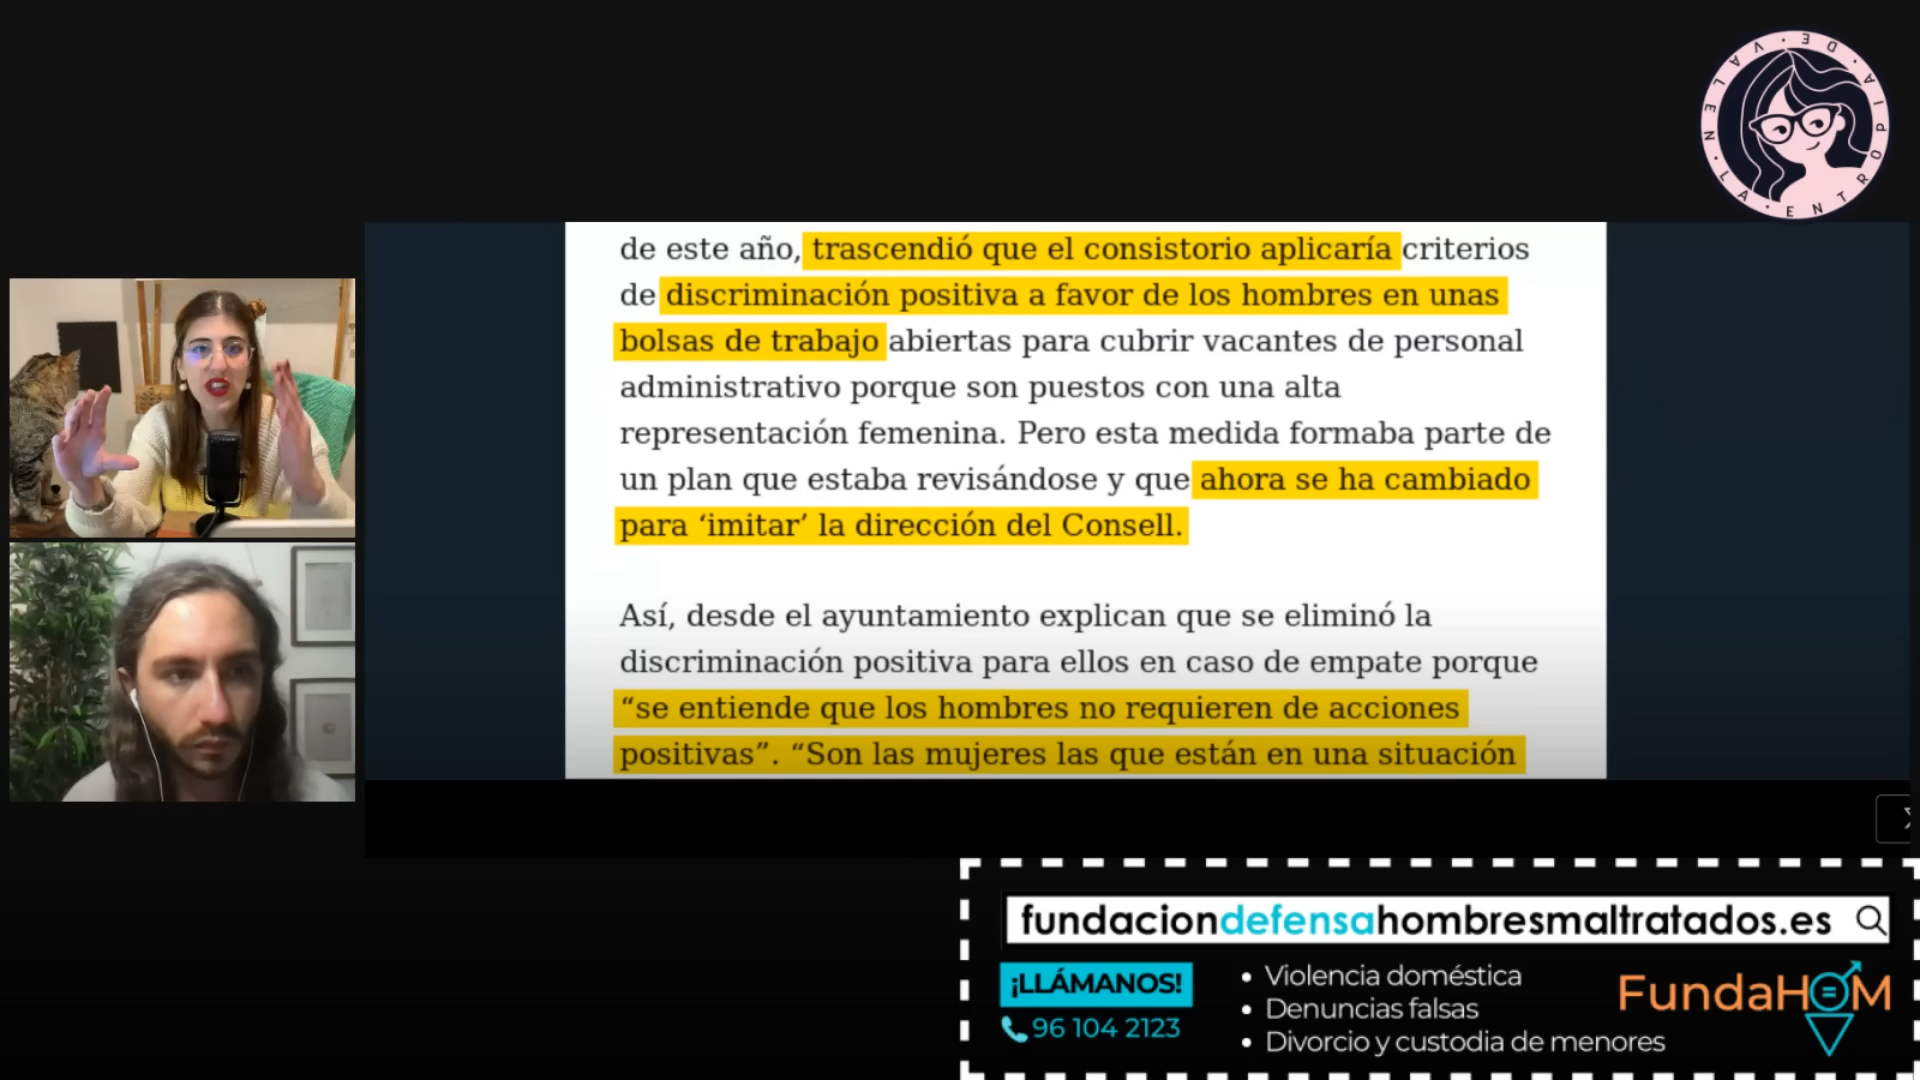 LA · ENTROPIA · DE · VALEN ·
de este año, trascendió que el consistorio aplicaría criterios
de discriminación positiva a favor de los hombres en unas
bolsas de trabajo abiertas para cubrir vacantes de personal
administrativo porque son puestos con una alta
representación femenina. Pero esta medida formaba parte de
un plan que estaba revisándose y que ahora se ha cambiado
para ‘imitar’ la dirección del Consell.
Así, desde el ayuntamiento explican que se eliminó la
discriminación positiva para ellos en caso de empate porque
“se entiende que los hombres no requieren de acciones
positivas”. “Son las mujeres las que están en una situación
fundaciondefensahombresmaltratados.es
¡LLÁMANOS!
96 104 2123
• Violencia doméstica
• Denuncias falsas
• Divorcio y custodia de menores
FundaHOM